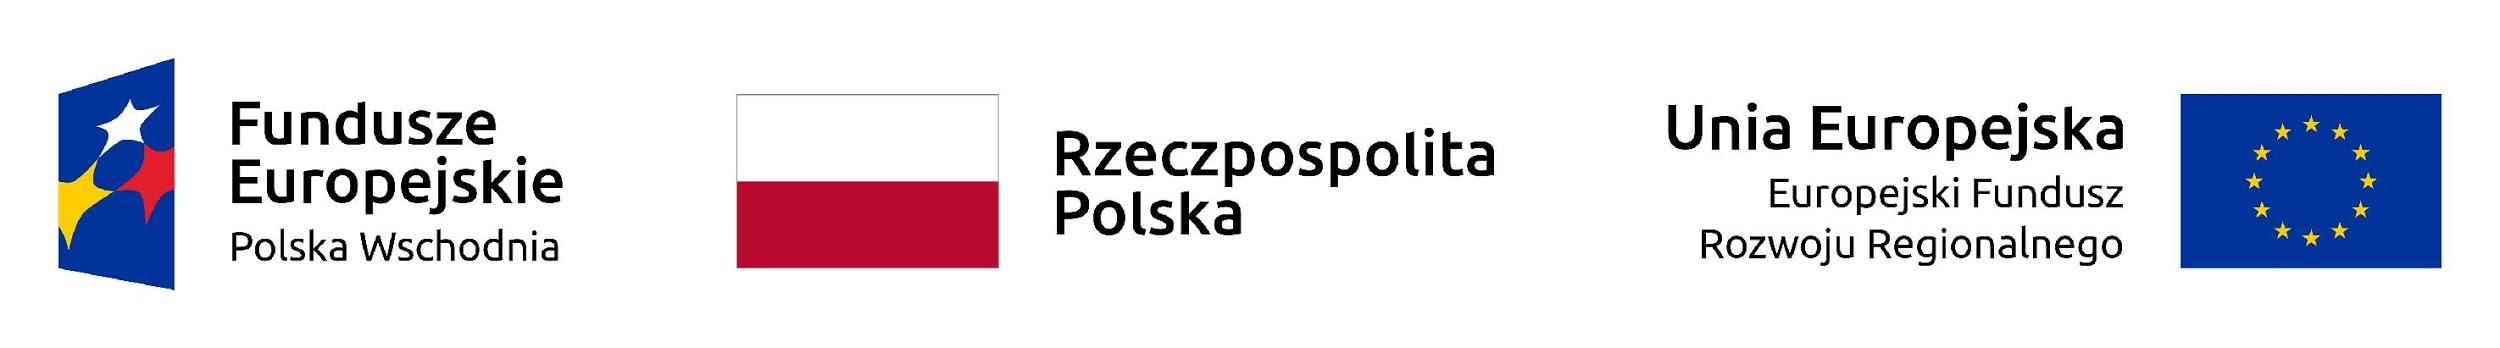 Fundusze
Europejskie
Polska Wschodnia
Rzeczpospolita
Polska
Unia Europejska
Europejski Fundusz
Rozwoju Regionalnego